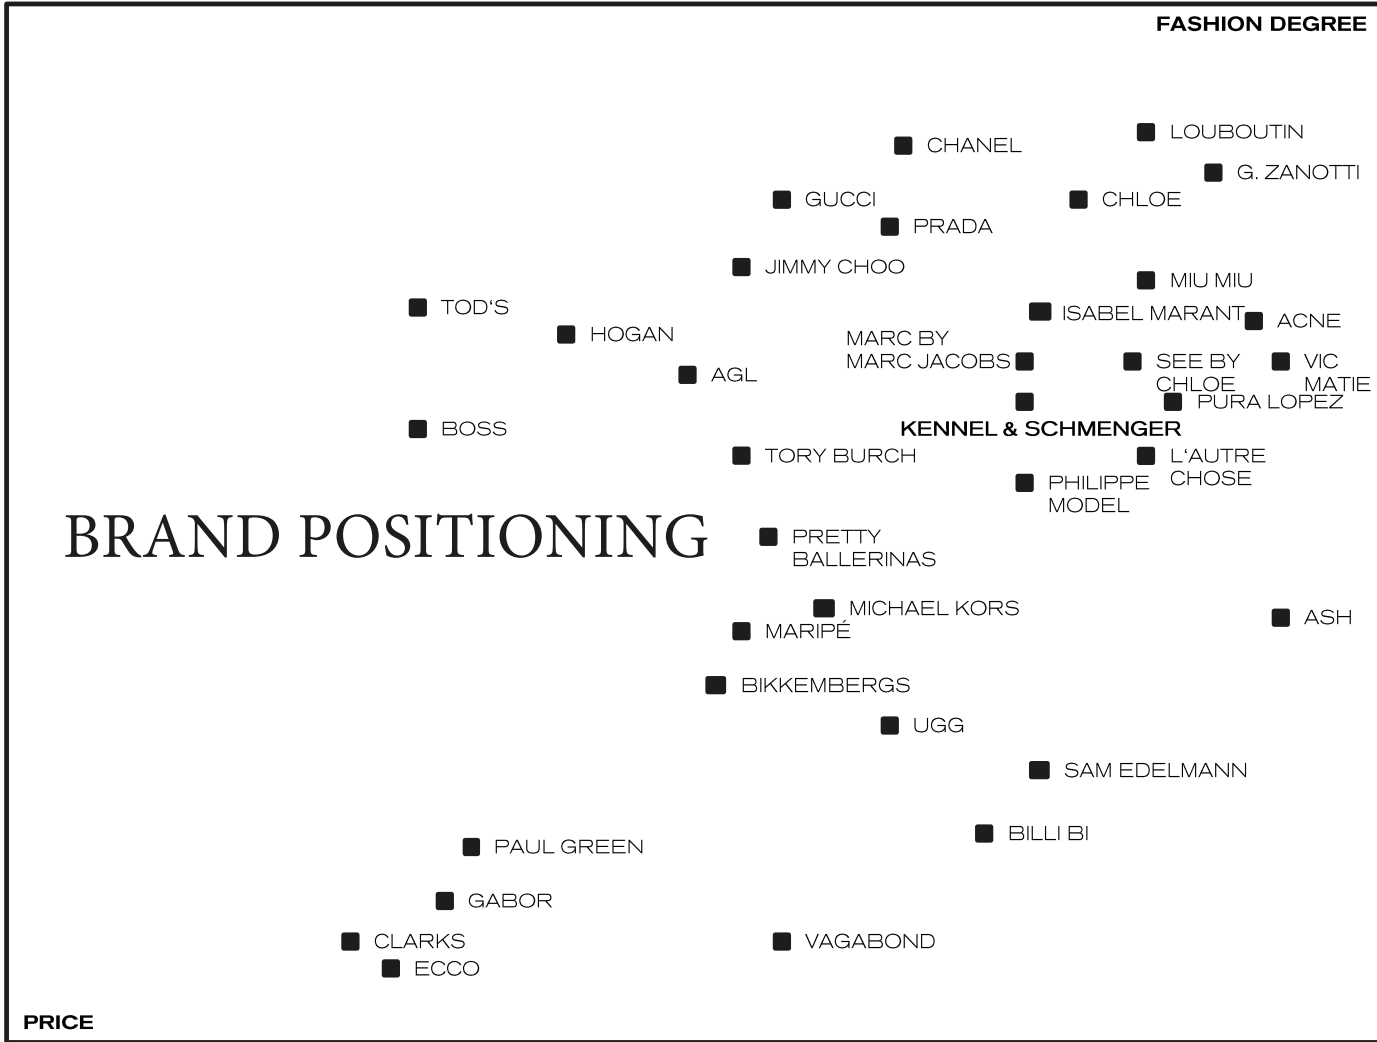 FASHION DEGREE
LOUBOUTIN
CHANEL
G. ZANOTTI
GUCCI
CHLOE
PRADA
JIMMY CHOO
MIU MIU
TOD'S
ISABEL MARANT
ACNE
HOGAN
MARC BY
MARC JACOBS
SEE BY
CHLOE
VIC
MATIE
AGL
PURA LOPEZ
BOSS
KENNEL & SCHMENGER
TORY BURCH
L'AUTRE
CHOSE
PHILIPPE
MODEL
BRAND POSITIONING
PRETTY
BALLERINAS
MICHAEL KORS
ASH
MARIPÉ
BIKKEMBERGS
UGG
SAM EDELMANN
BILLI BI
PAUL GREEN
GABOR
CLARKS
VAGABOND
ECCO
PRICE